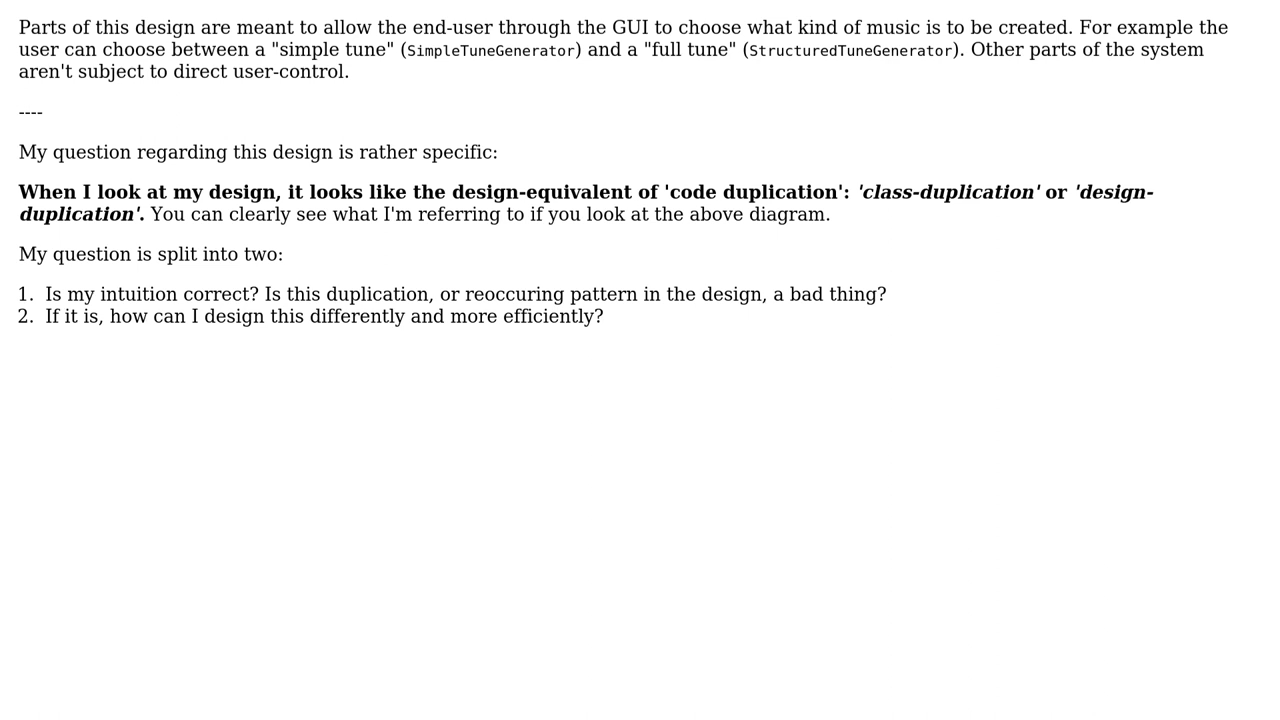 Parts of this design are meant to allow the end-user through the GUI to choose what kind of music is to be created. For example the
user can choose between a "simple tune" (SimpleTuneGenerator) and a "full tune" (StructuredTuneGenerator). Other parts of the system
aren't subject to direct user-control.
----
My question regarding this design is rather specific:
When I look at my design, it looks like the design-equivalent of 'code duplication': 'class-duplication' or 'design-
duplication'. You can clearly see what I'm referring to if you look at the above diagram.
My question is split into two:
1. Is my intuition correct? Is this duplication, or reoccuring pattern in the design, a bad thing?
2. If it is, how can I design this differently and more efficiently?